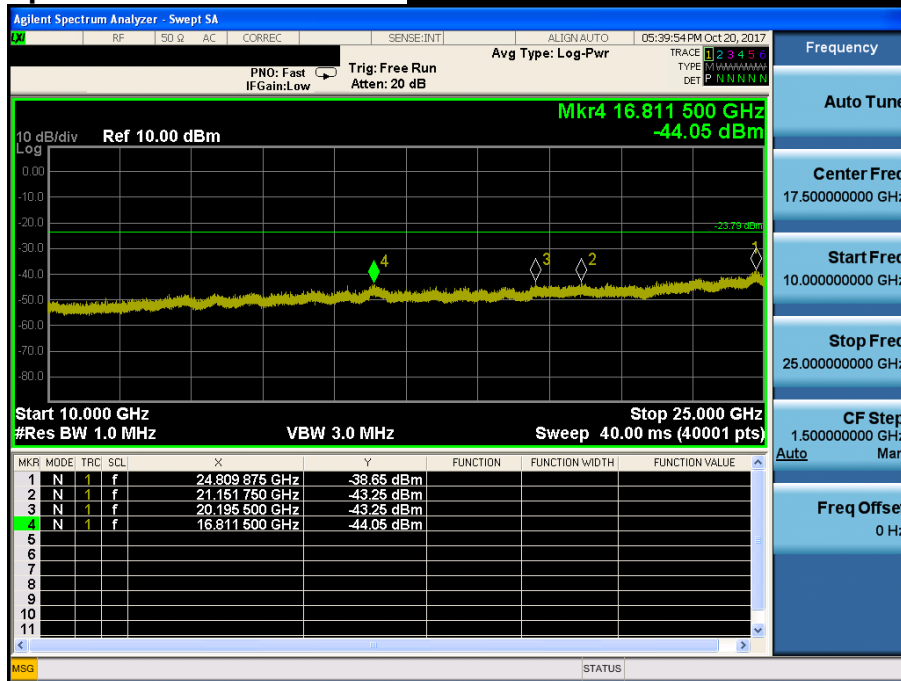 Agilent Spectrum Analyzer - Swept SA
LXI RF 50 Ω AC CORREC SENSE:INT ALIGN AUTO 05:39:54 PM Oct 20, 2017
Avg Type: Log-Pwr
TRACE 1 2 3 4 5 6
TYPE M WWWWW
DET P N N N N N
PNO: Fast
IFGain:Low
Trig: Free Run
Atten: 20 dB
Mkr4 16.811 500 GHz
-44.05 dBm
10 dB/div Ref 10.00 dBm
Log
0.00
-10.0
-20.0
-23.79 dBm
-30.0
1
4
3
2
-40.0
-50.0
-60.0
-70.0
-80.0
Start 10.000 GHz Stop 25.000 GHz
#Res BW 1.0 MHz VBW 3.0 MHz Sweep 40.00 ms (40001 pts)
MKR MODE TRC SCL X Y FUNCTION FUNCTION WIDTH FUNCTION VALUE
1 N 1 f 24.809 875 GHz -38.65 dBm
2 N 1 f 21.151 750 GHz -43.25 dBm
3 N 1 f 20.195 500 GHz -43.25 dBm
4 N 1 f 16.811 500 GHz -44.05 dBm
5
6
7
8
9
10
11
MSG STATUS
Frequency
Auto Tune
Center Freq
17.500000000 GHz
Start Freq
10.000000000 GHz
Stop Freq
25.000000000 GHz
CF Step
1.500000000 GHz
Auto Man
Freq Offset
0 Hz